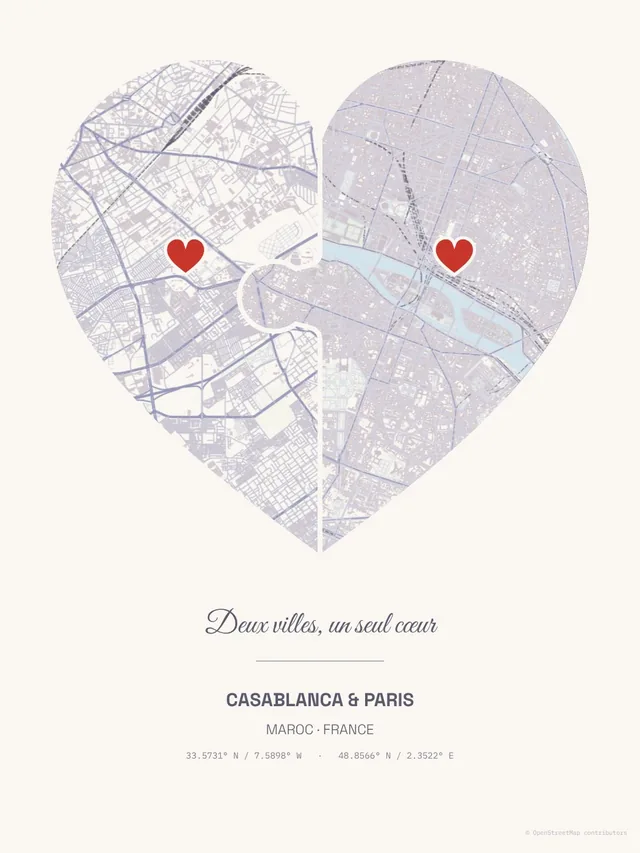 Deux villes, un seul cœur
CASABLANCA & PARIS
MAROC · FRANCE
33.5731° N / 7.5898° W · 48.8566° N / 2.3522° E
© OpenStreetMap contributors